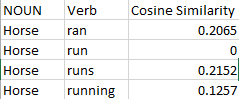 NOUN Verb Cosine Similarity
Horse ran 0.2065
Horse run 0
Horse runs 0.2152
Horse running 0.1257